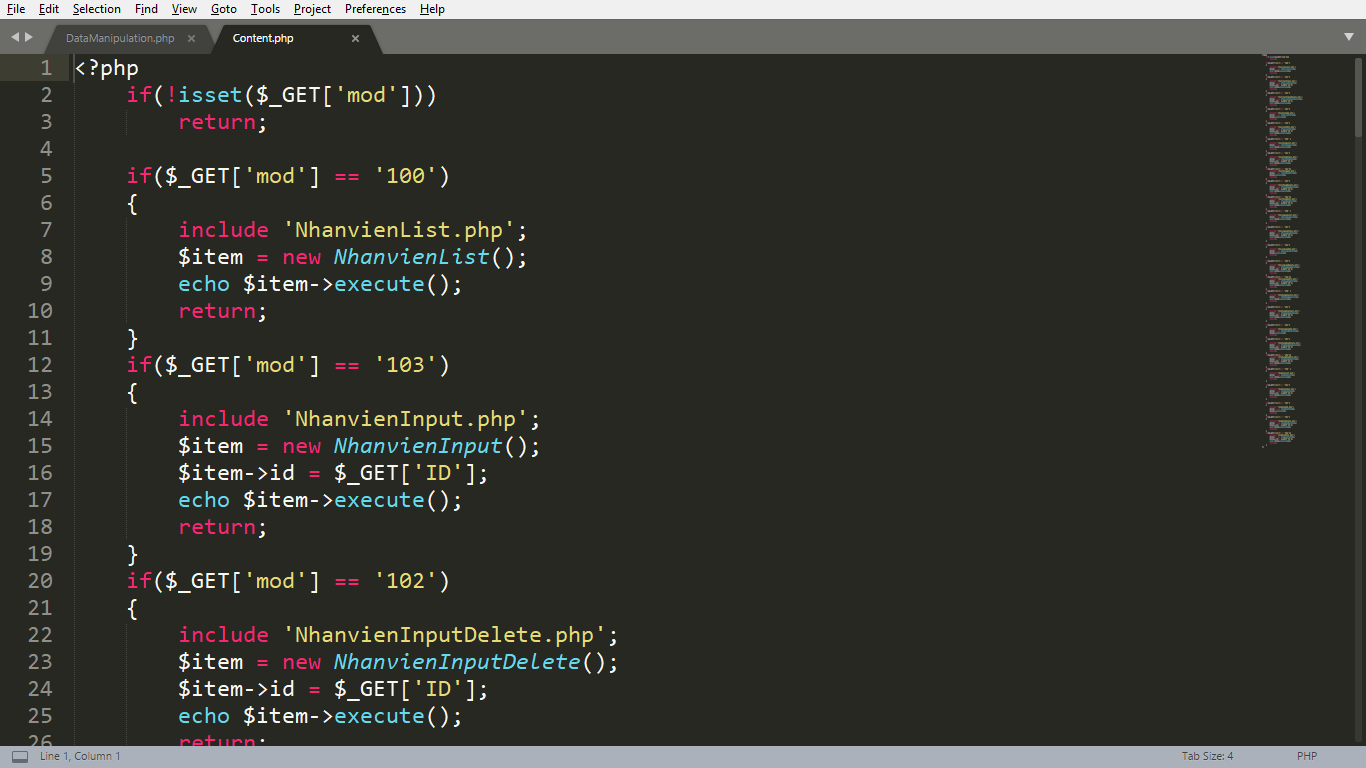 File Edit Selection Find View Goto Tools Project Preferences Help
DataManipulation.php × Content.php ×
1 <?php
2 if(!isset($_GET['mod']))
3 return;
4
5 if($_GET['mod'] == '100')
6 {
7 include 'NhanvienList.php';
8 $item = new NhanvienList();
9 echo $item->execute();
10 return;
11 }
12 if($_GET['mod'] == '103')
13 {
14 include 'NhanvienInput.php';
15 $item = new NhanvienInput();
16 $item->id = $_GET['ID'];
17 echo $item->execute();
18 return;
19 }
20 if($_GET['mod'] == '102')
21 {
22 include 'NhanvienInputDelete.php';
23 $item = new NhanvienInputDelete();
24 $item->id = $_GET['ID'];
25 echo $item->execute();
26 return;
Line 1, Column 1 Tab Size: 4 PHP